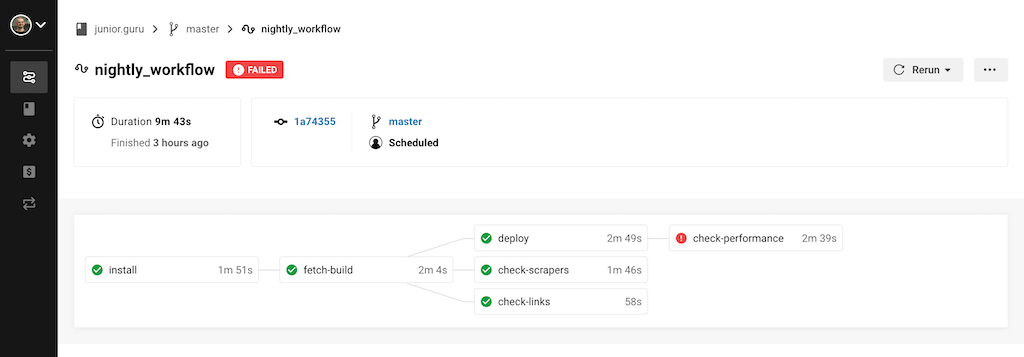 junior.guru > master > nightly_workflow
nightly_workflow FAILED Rerun
Duration 9m 43s
Finished 3 hours ago
1a74355
master
Scheduled
install 1m 51s
fetch-build 2m 4s
deploy 2m 49s
check-scrapers 1m 46s
check-links 58s
check-performance 2m 39s